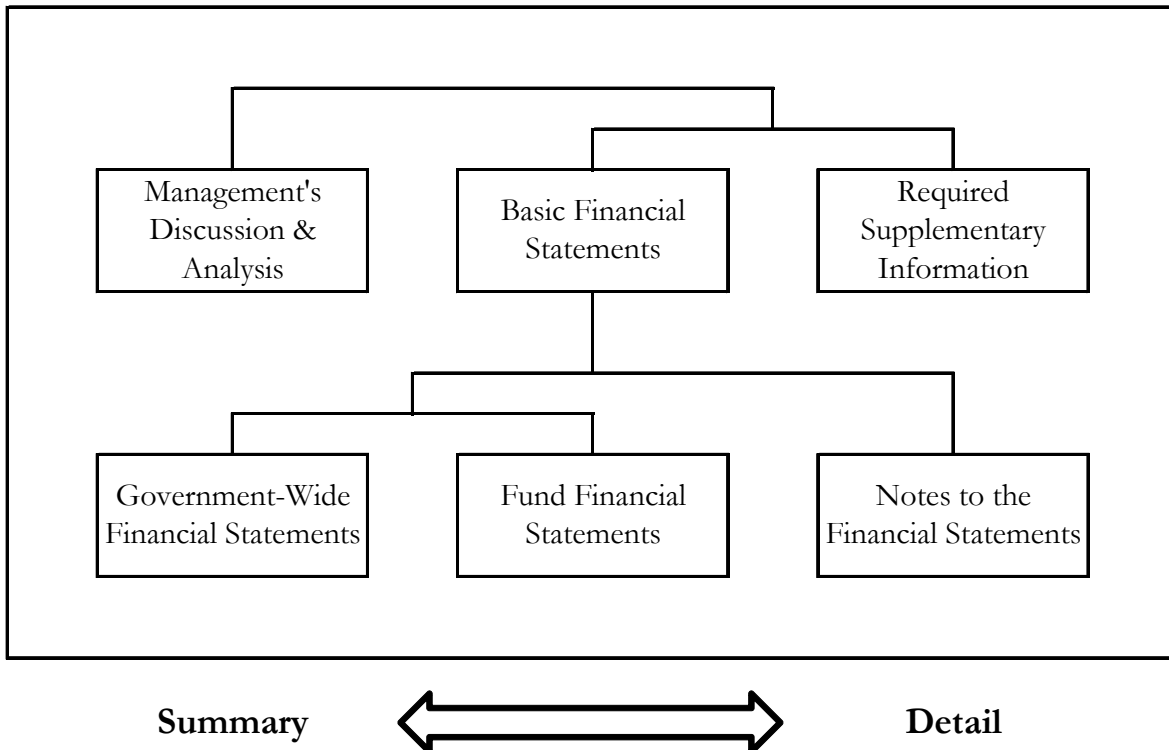 Management's
Discussion &
Analysis
Basic Financial
Statements
Required
Supplementary
Information
Government-Wide
Financial Statements
Fund Financial
Statements
Notes to the
Financial Statements
Summary
Detail